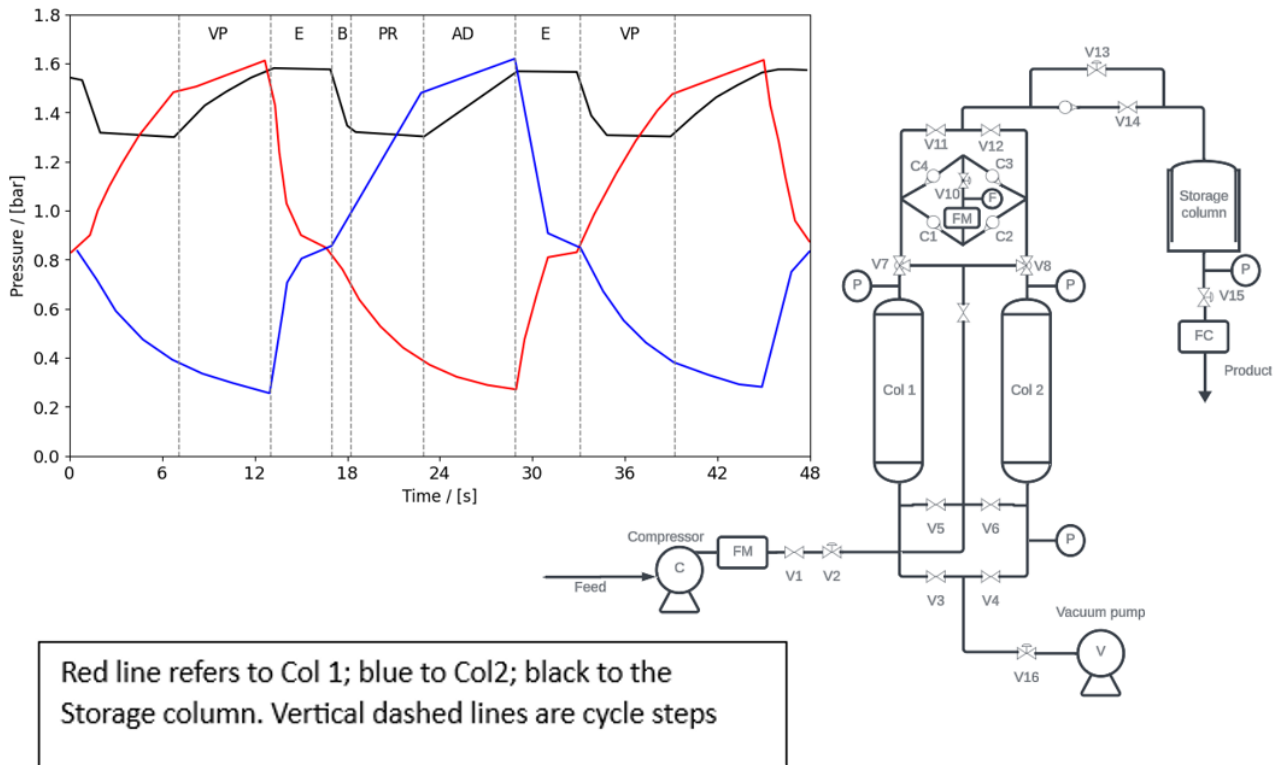 1.8
1.6
1.4
1.2
1.0
0.8
0.6
0.4
0.2
0.0
Pressure / [bar]
VP
E
B
PR
AD
E
VP
0
6
12
18
24
30
36
42
48
Time / [s]
V13
V14
V11
V12
C4
C3
V10
F
FM
C1
C2
V7
V8
P
P
Storage
column
P
V15
FC
Product
Col 1
Col 2
V5
V6
P
Compressor
C
FM
Feed
V1
V2
V3
V4
Vacuum pump
V
V16
Red line refers to Col 1; blue to Col2; black to the
Storage column. Vertical dashed lines are cycle steps